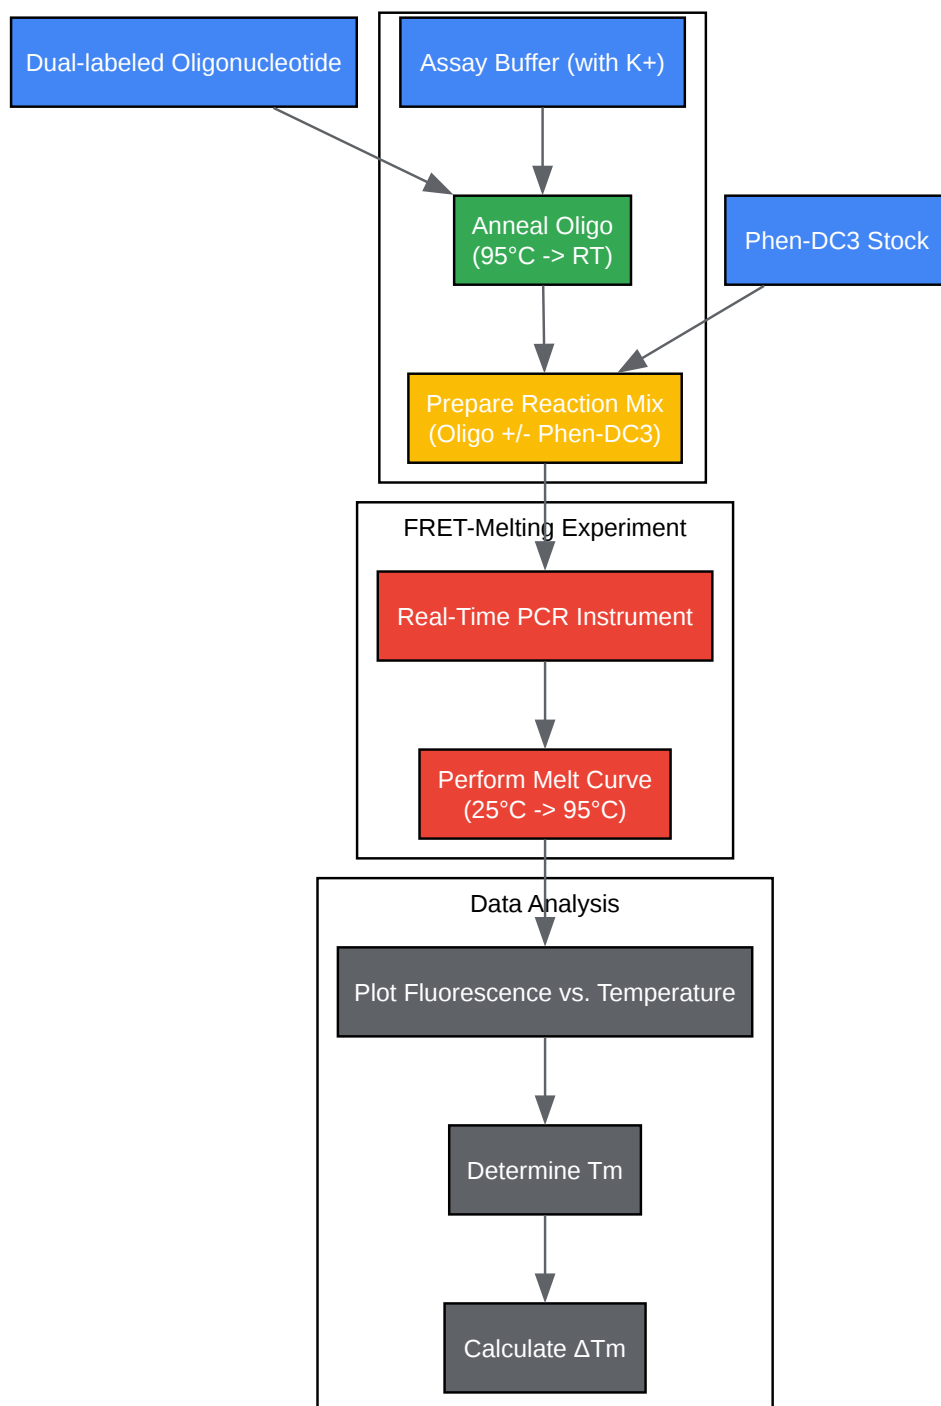 Dual-labeled Oligonucleotide
Assay Buffer (with K+)
Anneal Oligo
(95°C -> RT)
Phen-DC3 Stock
Prepare Reaction Mix
(Oligo +/- Phen-DC3)
FRET-Melting Experiment
Real-Time PCR Instrument
Perform Melt Curve
(25°C -> 95°C)
Data Analysis
Plot Fluorescence vs. Temperature
Determine Tm
Calculate ΔTm